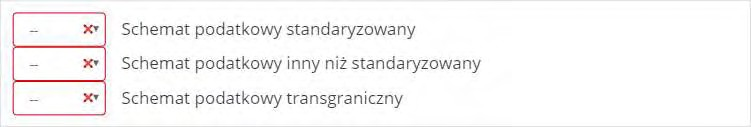 -- Schemat podatkowy standaryzowany
-- Schemat podatkowy inny niż standaryzowany
-- Schemat podatkowy transgraniczny